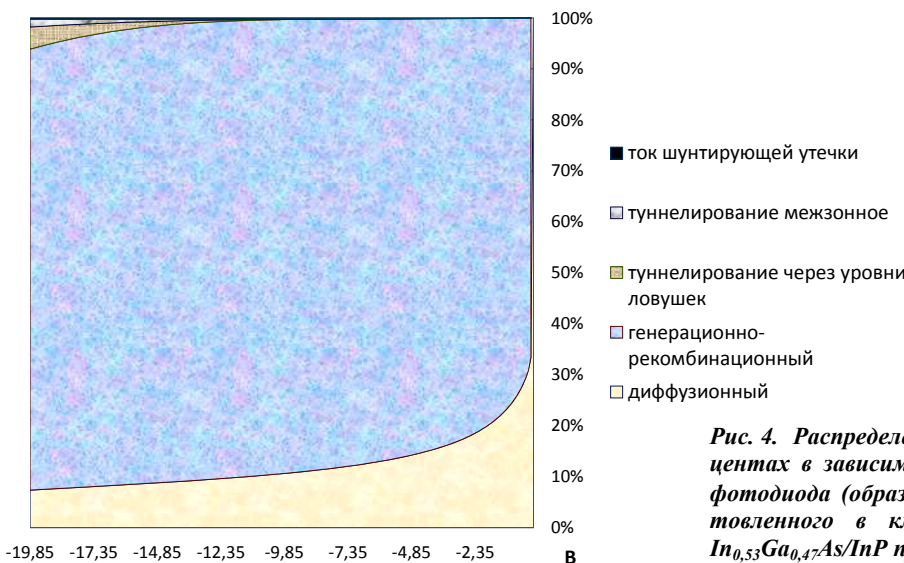 100%
90%
80%
70%
60%
50%
40%
30%
20%
10%
0%
-19,85 -17,35 -14,85 -12,35 -9,85 -7,35 -4,85 -2,35 В
ток шунтирующей утечки
туннелирование межзонное
туннелирование через уровни
ловушек
генерационно-
рекомбинационный
диффузионный
Рис. 4. Распредел
центах в зависим
фотодиода (образ
товленного в кл
In0,53Ga0,47As/InP п